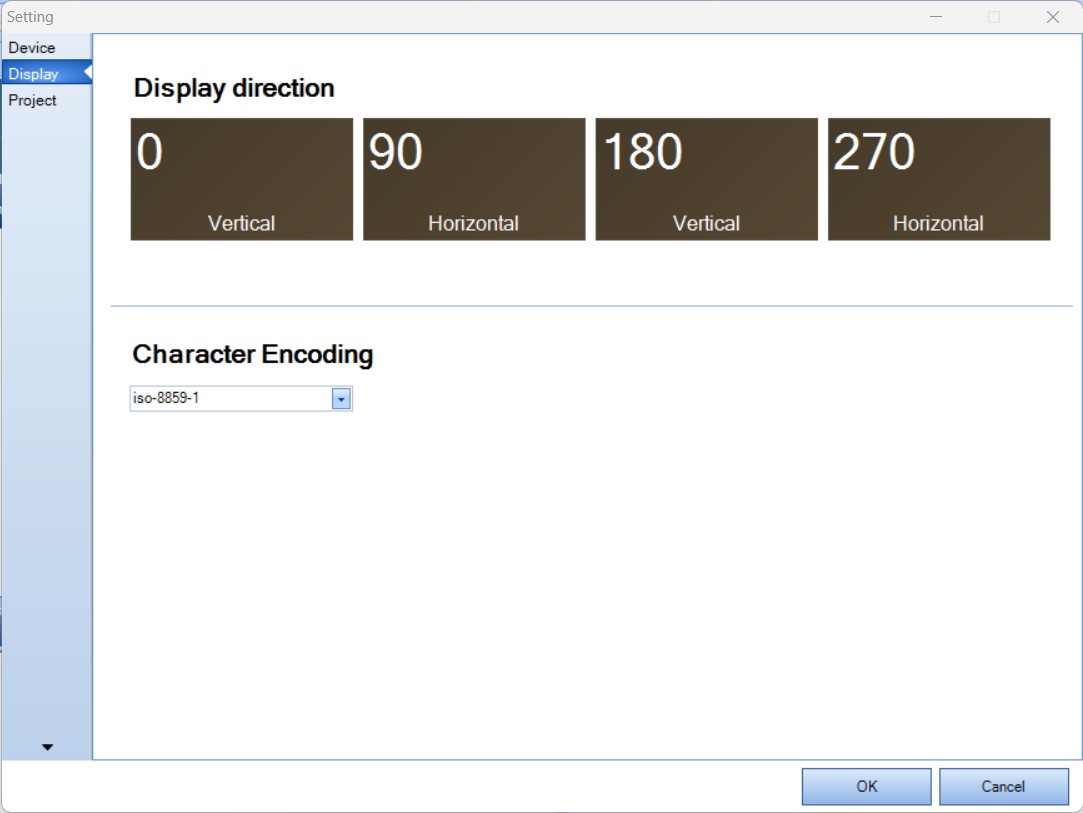 Setting
Device
Display
Project
Display direction
0
90
180
270
Vertical
Horizontal
Vertical
Horizontal
Character Encoding
iso-8859-1
OK
Cancel